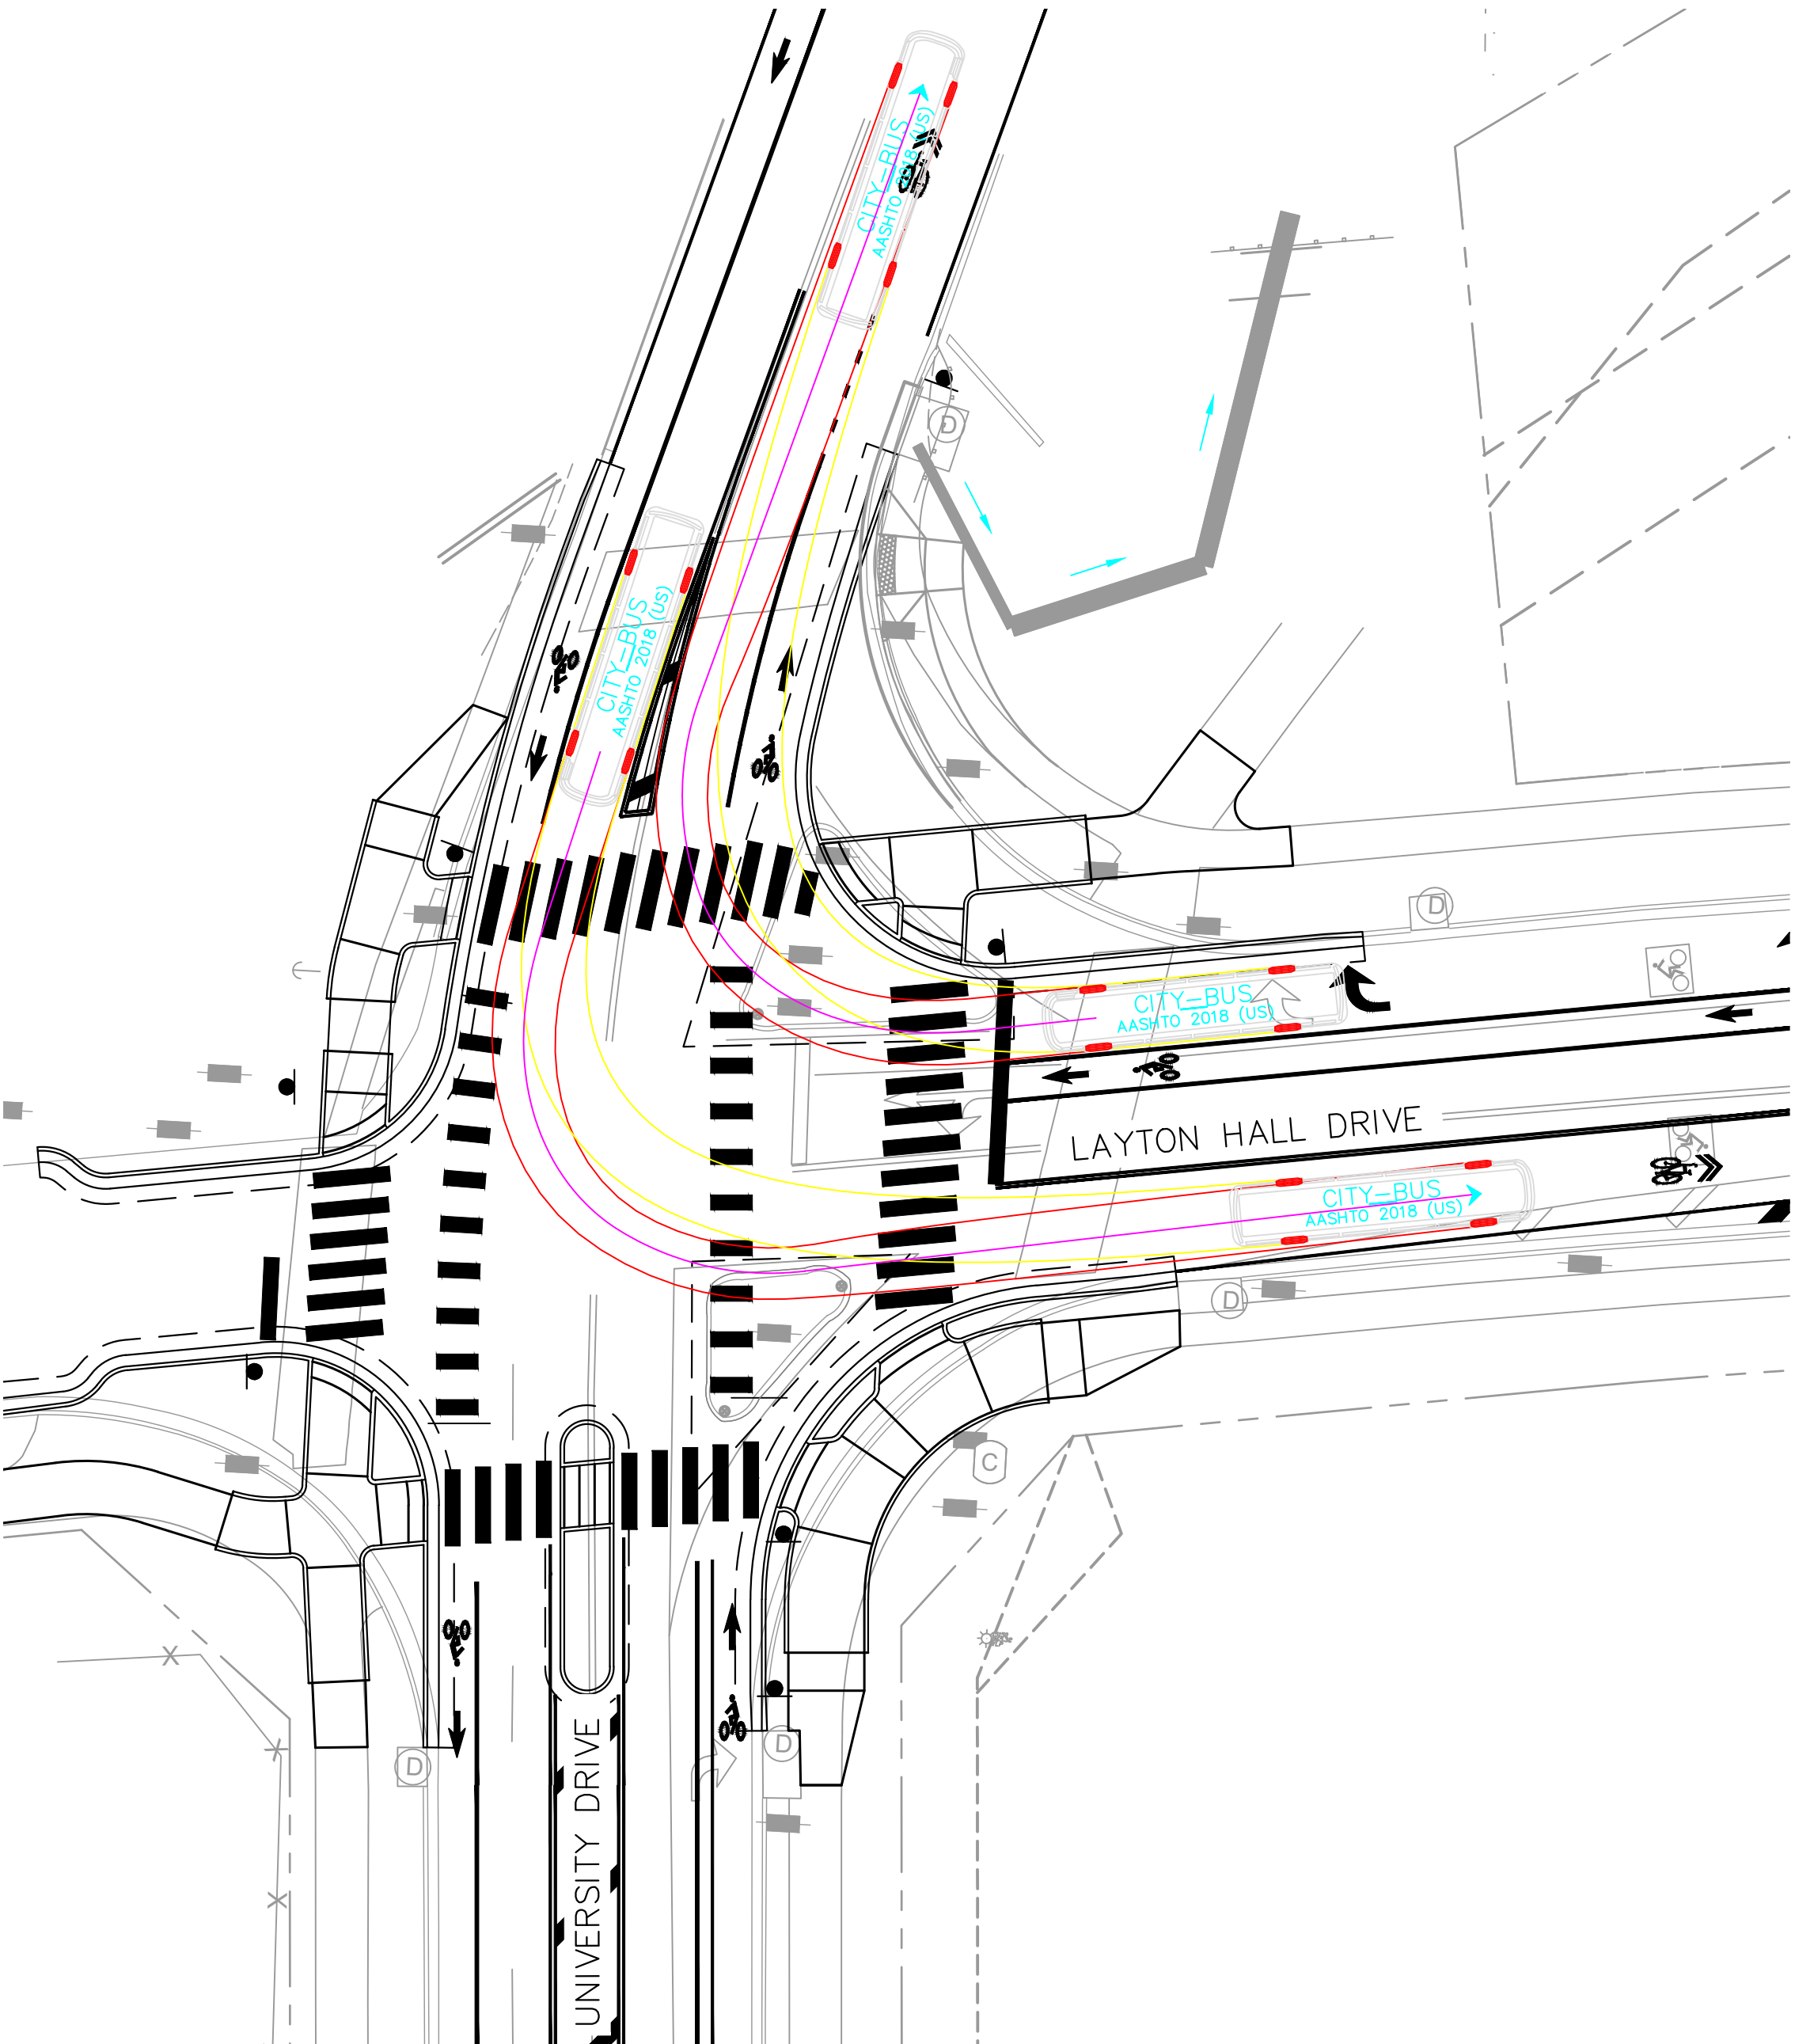 CITY-BUS
AASHTO 2018 (US)
D
CITY-BUS
AASHTO 2018 (US)
D
CITY-BUS
AASHTO 2018 (US)
LAYTON HALL DRIVE
CITY-BUS
AASHTO 2018 (US)
D
C
X
D
D
X
X
UNIVERSITY DRIVE